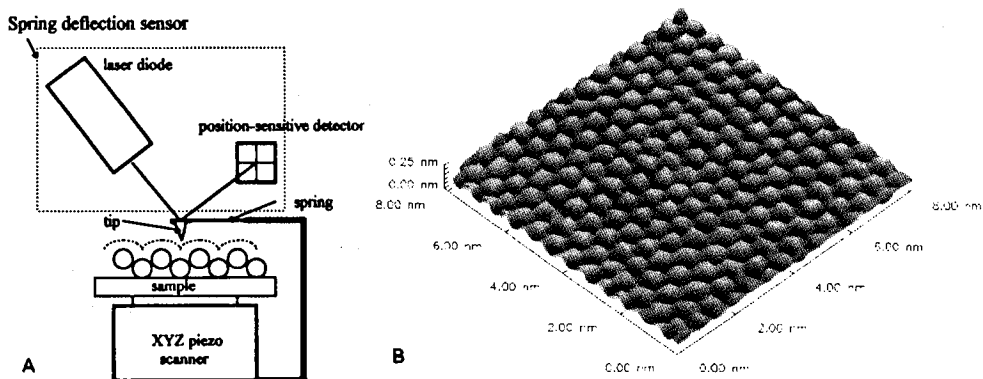 Spring deflection sensor
laser diode
position-sensitive detector
spring
tip
sample
XYZ piezo
scanner
A
0.25 nm
0.00 nm
8.00 nm
6.00 nm
4.00 nm
2.00 nm
0.00 nm
0.00 nm
2.00 nm
4.00 nm
6.00 nm
8.00 nm
B